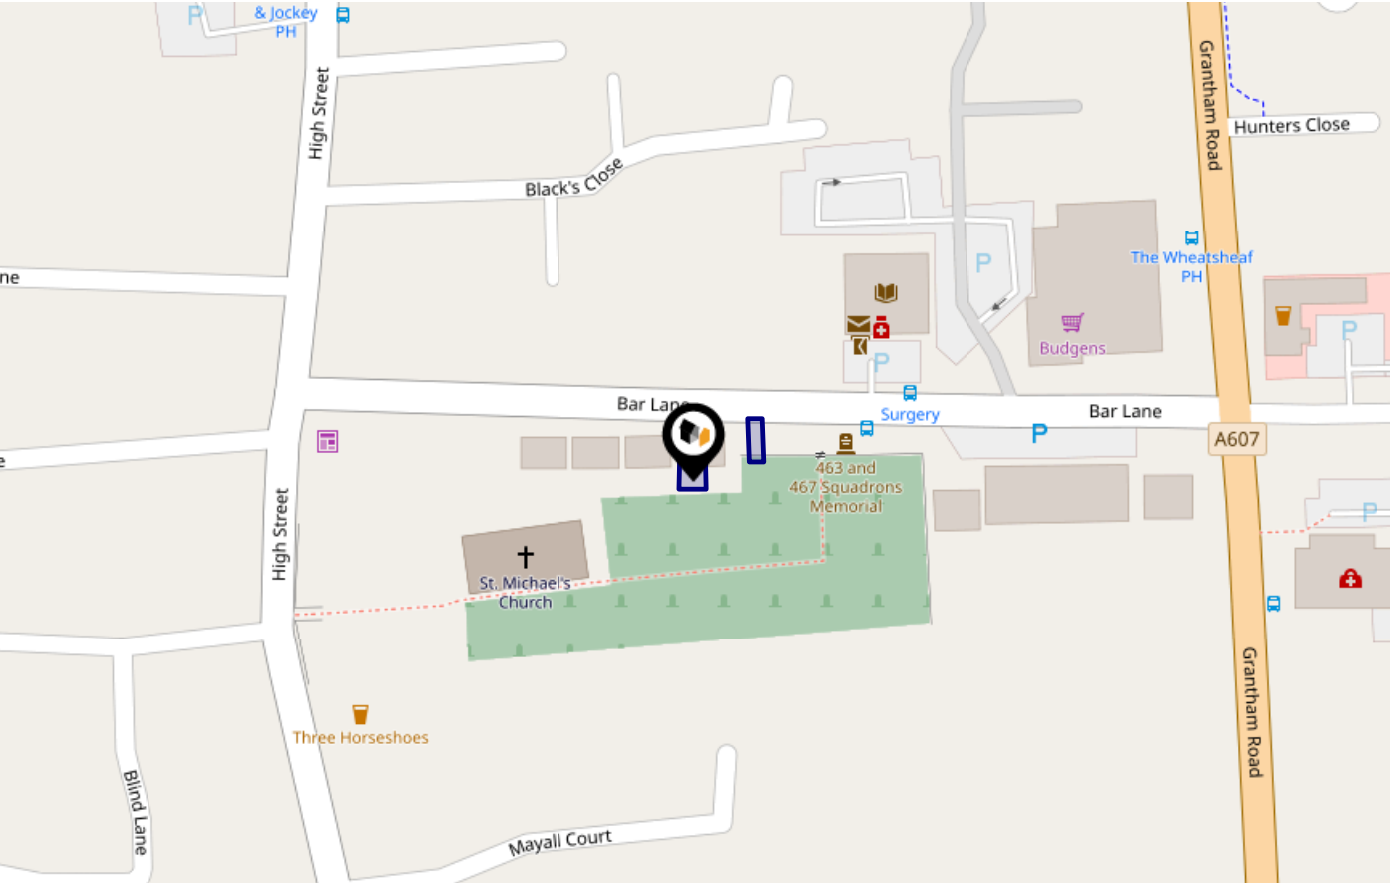 P
& Jockey
PH
High Street
Grantham Road
Hunters Close
Black's Close
ne
P
The Wheatsheaf
PH
Budgens
P
P
Bar Lane
Surgery
Bar Lane
P
A607
e
463 and
467 Squadrons
Memorial
P
High Street
St. Michael's
Church
Three Horseshoes
Grantham Road
Blind Lane
Mayall Court